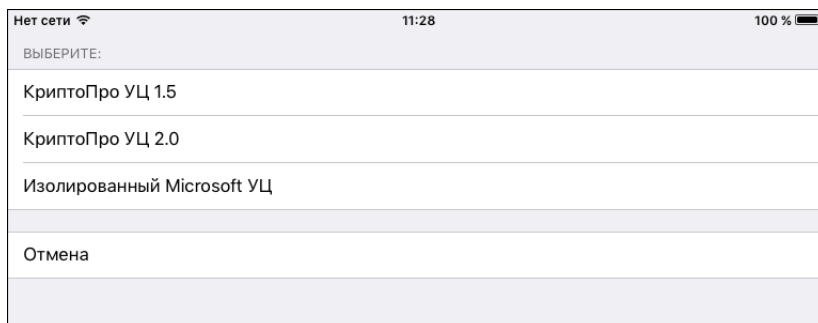 Нет сети 11:28 100 %
ВЫБЕРИТЕ:
КриптоПро УЦ 1.5
КриптоПро УЦ 2.0
Изолированный Microsoft УЦ
Отмена